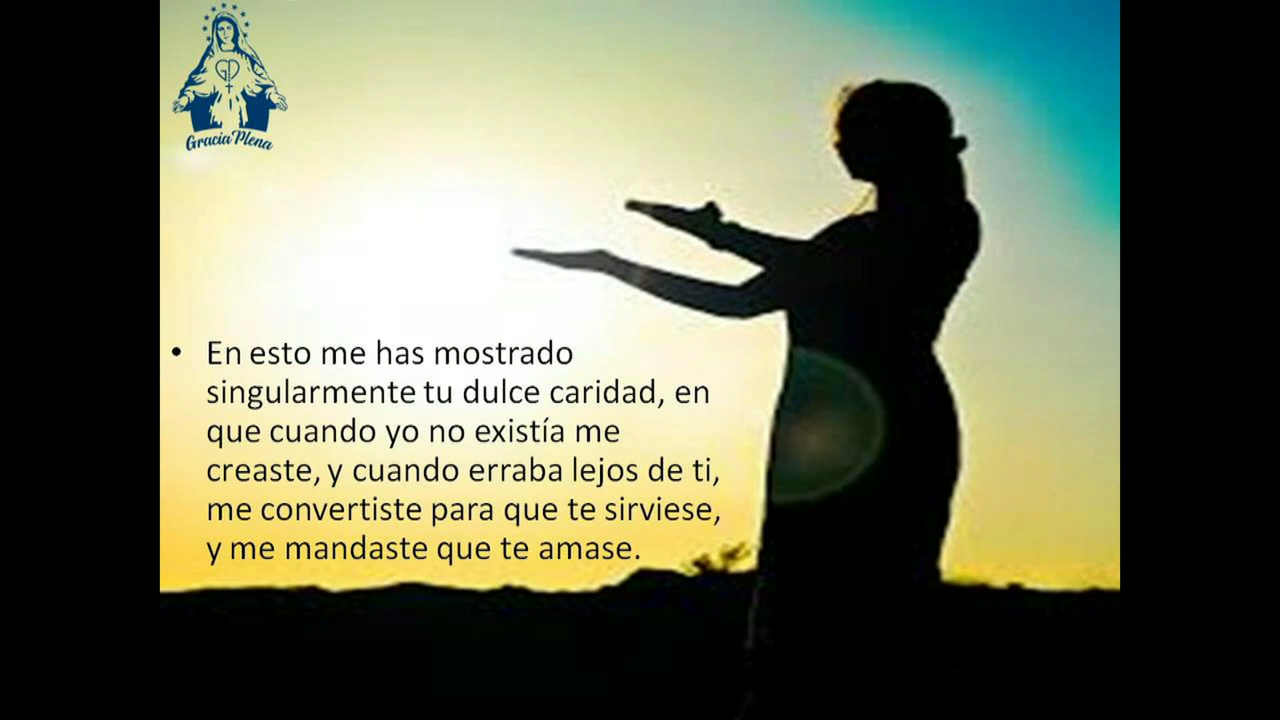 Gracia Plena
• En esto me has mostrado
singularmente tu dulce caridad, en
que cuando yo no existía me
creaste, y cuando erraba lejos de ti,
me convertiste para que te sirviese,
y me mandaste que te amase.